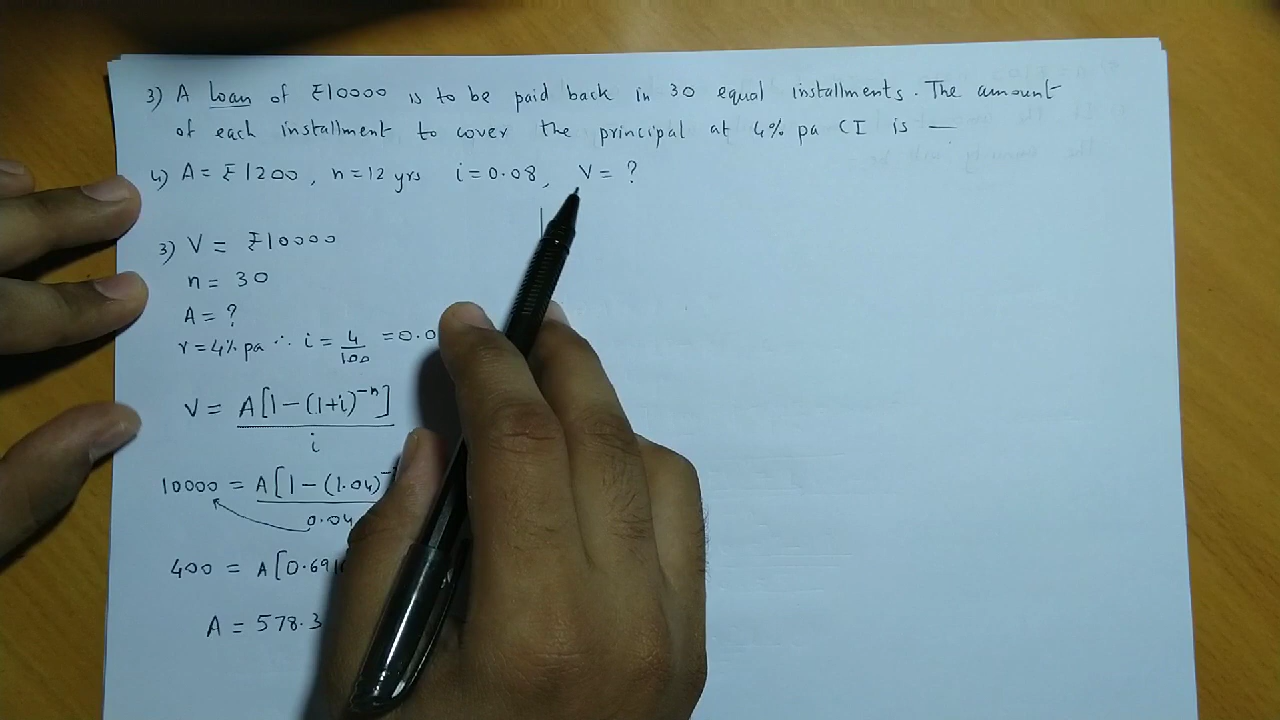 3) A loan of ₹10000 is to be paid back in 30 equal installments. The amount
of each installment to cover the principal at 4% pa CI is —
4) A = ₹1200, n=12 yrs i=0.08, V= ?
3) V = ₹10000
n = 30
A = ?
r=4% pa ∴ i = 4/100 = 0.0
V = A[1-(1+i)^-n] / i
10000 = A[1-(1.04)^- / 0.04
400 = A[0.691
A = 578.3